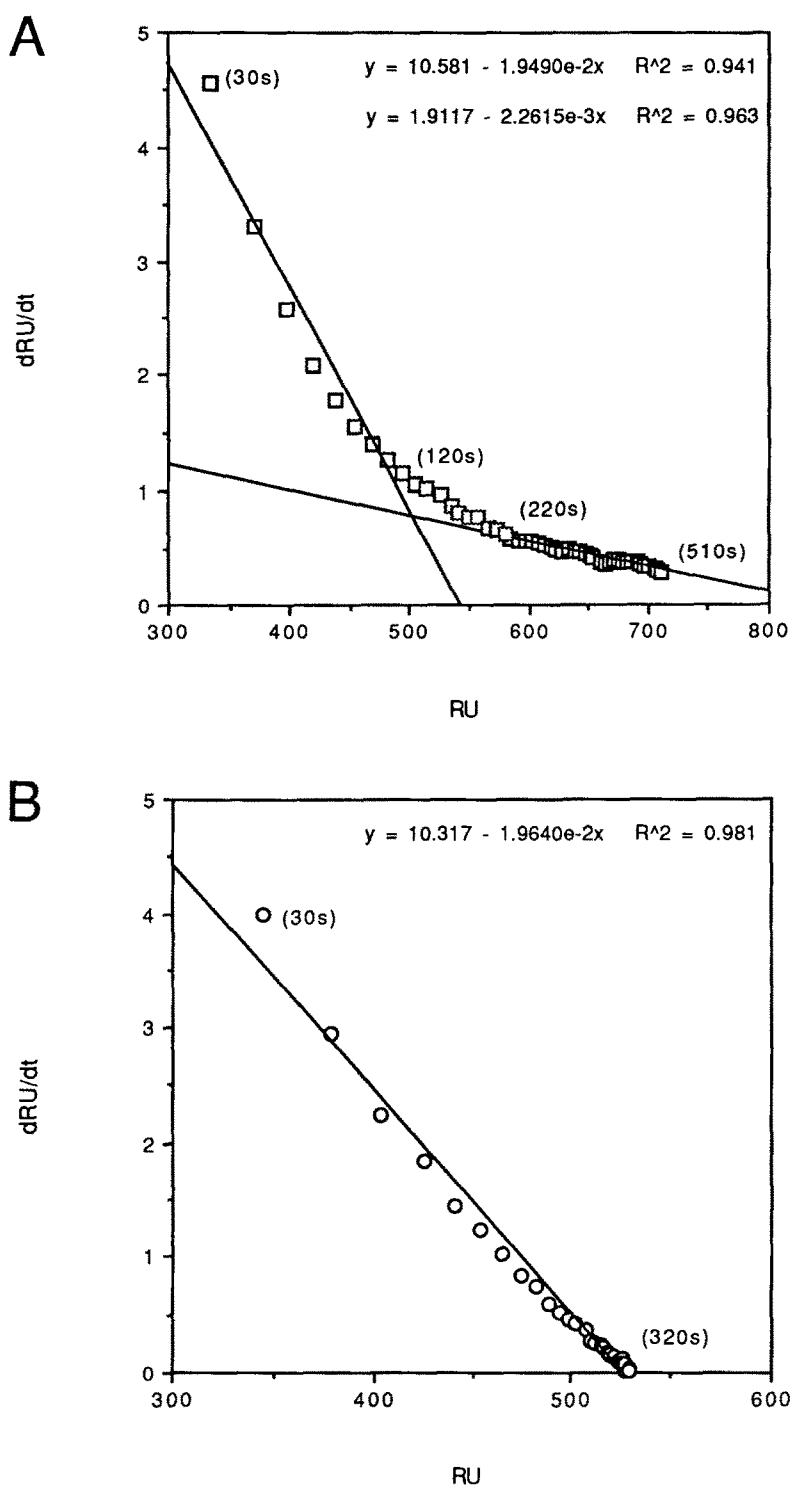 A
5
y = 10.581 - 1.9490e-2x R^2 = 0.941
(30s)
y = 1.9117 - 2.2615e-3x R^2 = 0.963
4
3
dRU/dt
2
(120s)
1
(220s)
(510s)
0
300 400 500 600 700 800
RU
B
5
y = 10.317 - 1.9640e-2x R^2 = 0.981
4
(30s)
3
dRU/dt
2
1
(320s)
0
300 400 500 600
RU